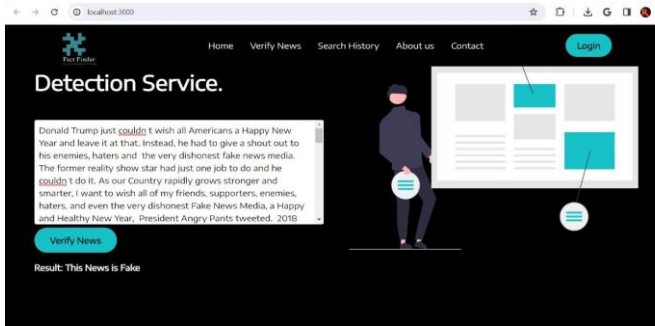 localhost:3000
Fact Finder
Home Verify News Search History About us Contact Login
Detection Service.
Donald Trump just couldn t wish all Americans a Happy New
Year and leave it at that. Instead, he had to give a shout out to
his enemies, haters and the very dishonest fake news media.
The former reality show star had just one job to do and he
couldn t do it. As our Country rapidly grows stronger and
smarter, I want to wish all of my friends, supporters, enemies,
haters, and even the very dishonest Fake News Media, a Happy
and Healthy New Year, President Angry Pants tweeted. 2018
Verify News
Result: This News is Fake